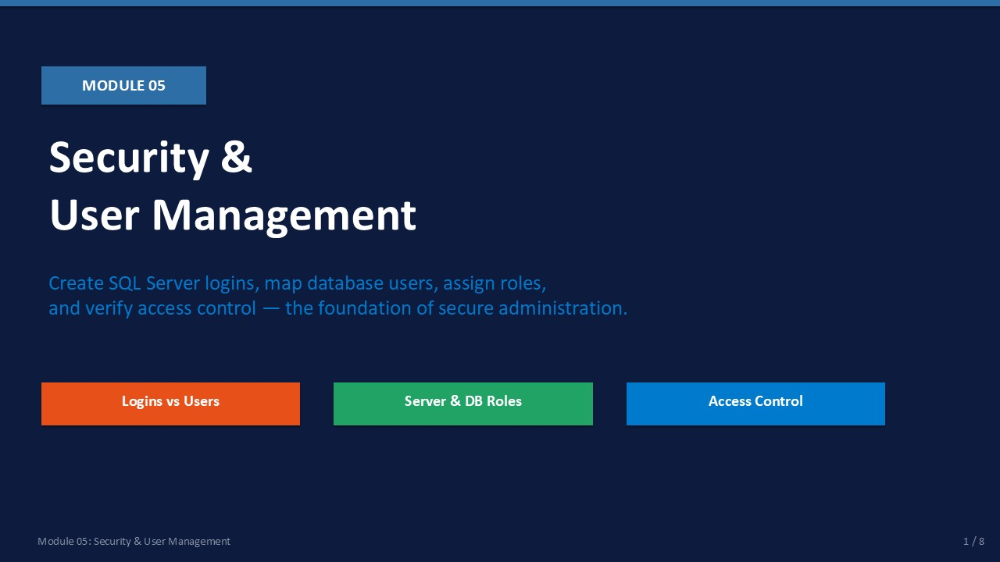 MODULE 05
Security &
User Management
Create SQL Server logins, map database users, assign roles,
and verify access control — the foundation of secure administration.
Logins vs Users
Server & DB Roles
Access Control
Module 05: Security & User Management
1 / 8